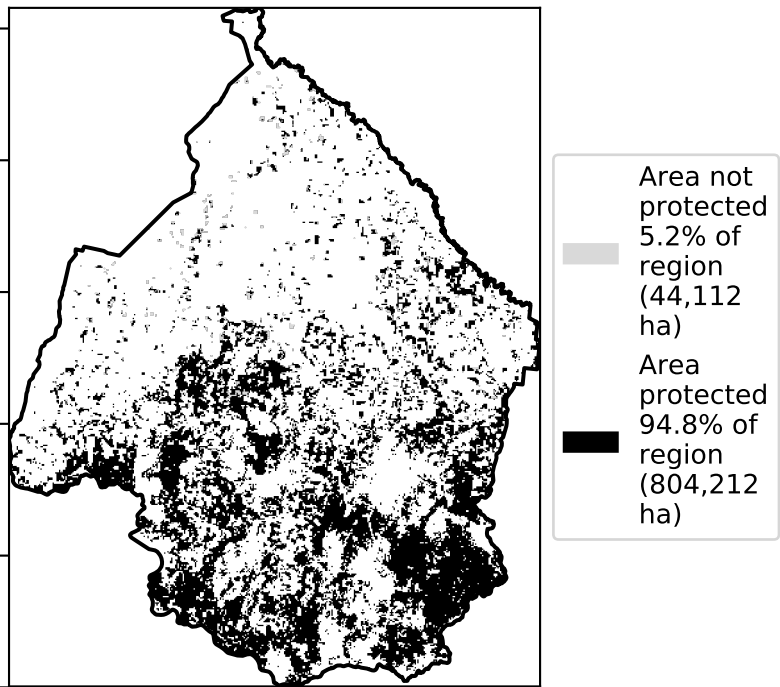 Area not
protected
5.2% of
region
(44,112
ha)
Area
protected
94.8% of
region
(804,212
ha)